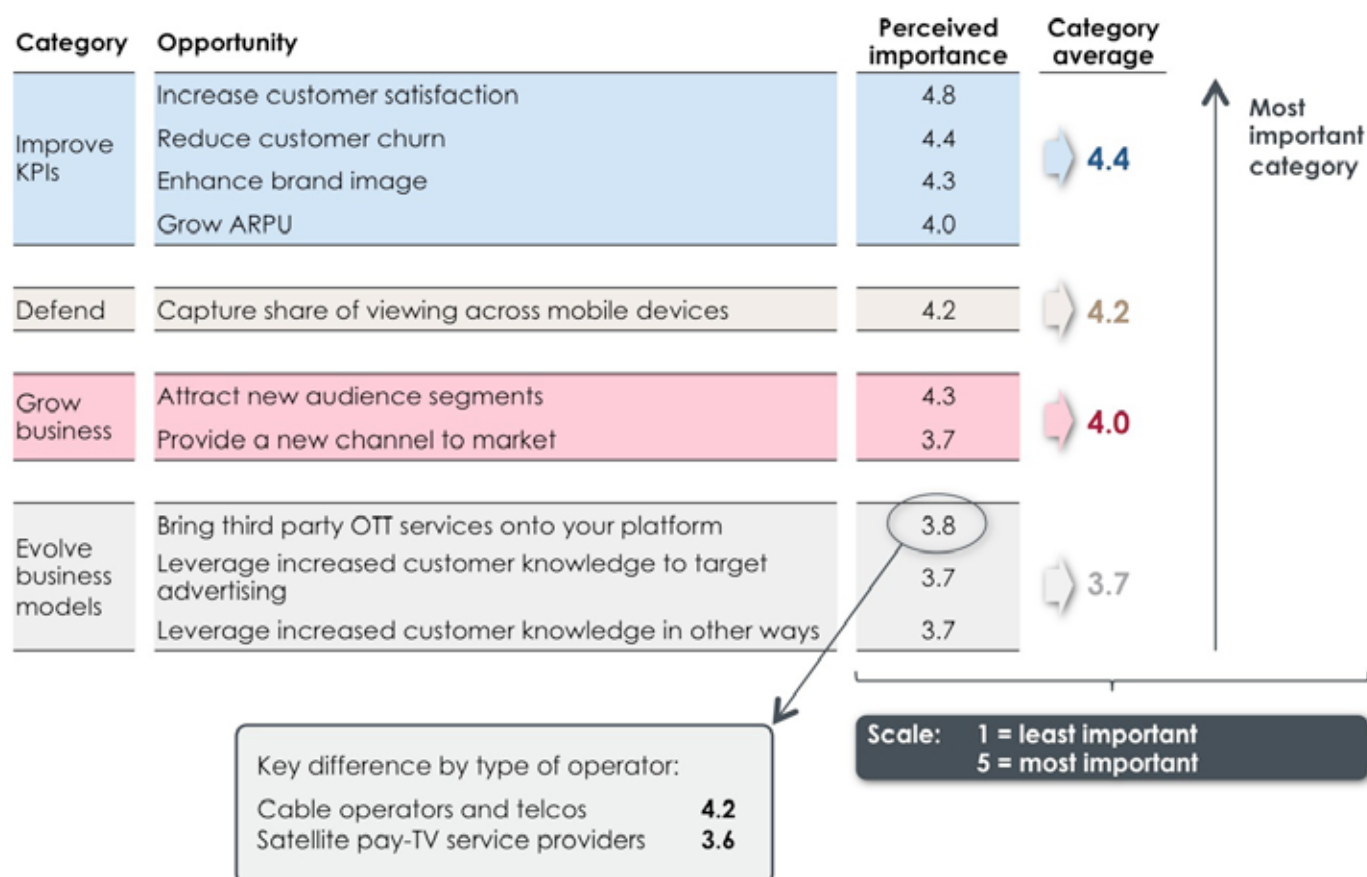 Category Opportunity Perceived importance Category average
Improve KPIs
Increase customer satisfaction 4.8
Reduce customer churn 4.4
Enhance brand image 4.3
Grow ARPU 4.0
4.4
Most
important
category
Defend Capture share of viewing across mobile devices 4.2 4.2
Grow
business
Attract new audience segments 4.3
Provide a new channel to market 3.7
4.0
Evolve
business
models
Bring third party OTT services onto your platform 3.8
Leverage increased customer knowledge to target
advertising 3.7
Leverage increased customer knowledge in other ways 3.7
3.7
Key difference by type of operator:
Cable operators and telcos 4.2
Satellite pay-TV service providers 3.6
Scale: 1 = least important
5 = most important